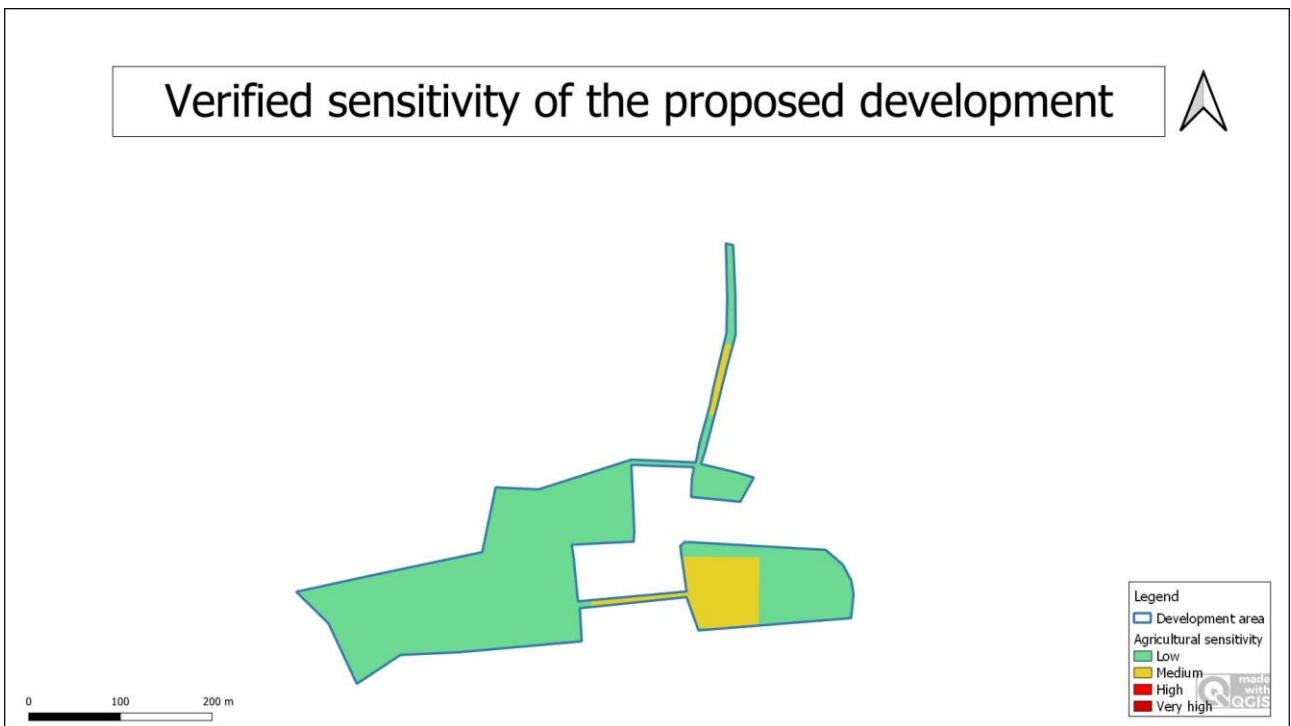 Verified sensitivity of the proposed development
Legend
Development area
Agricultural sensitivity
Low
Medium
High
Very high
made
with
QGIS
0 100 200 m